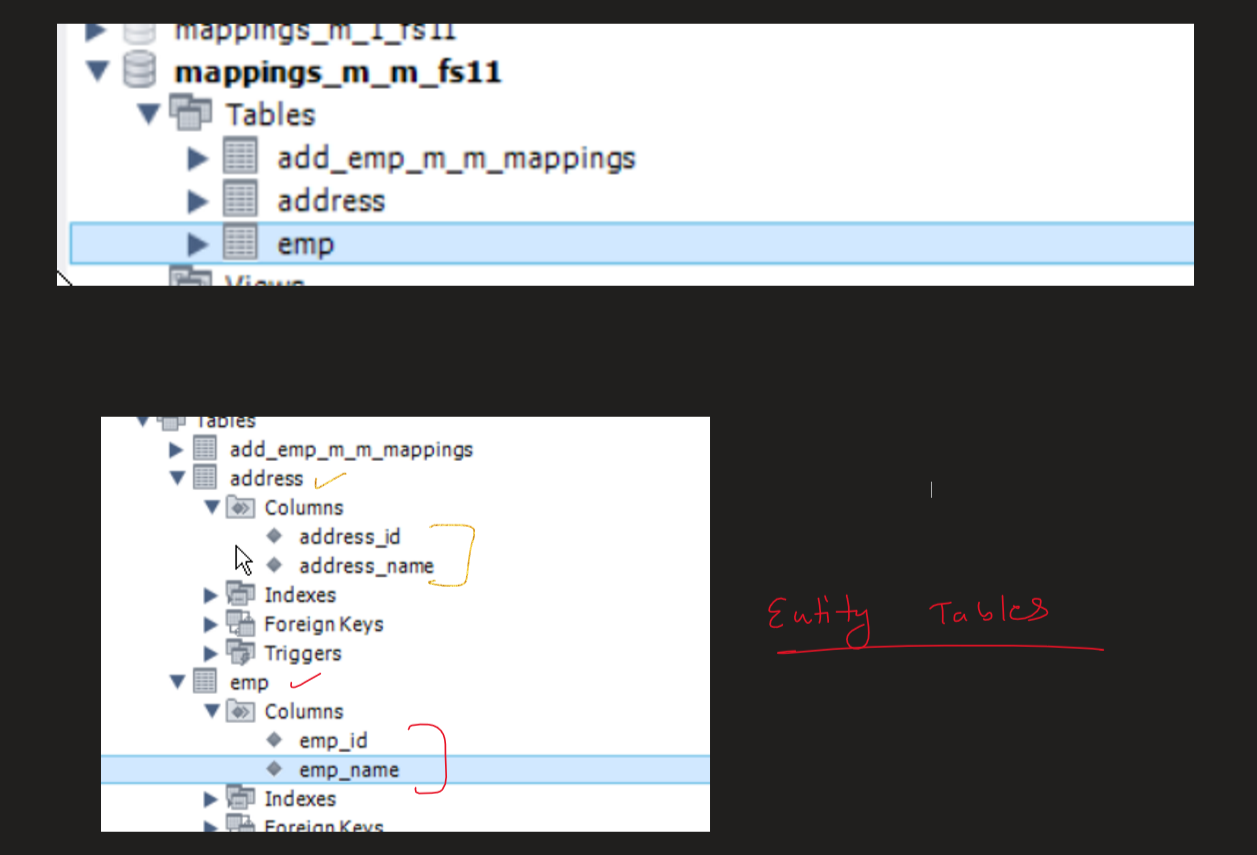 mappings_m_1_fs11
mappings_m_m_fs11
Tables
add_emp_m_m_mappings
address
emp
Views
Tables
add_emp_m_m_mappings
address
Columns
address_id
address_name
Indexes
Foreign Keys
Triggers
emp
Columns
emp_id
emp_name
Indexes
Foreign Keys
Entity Tables